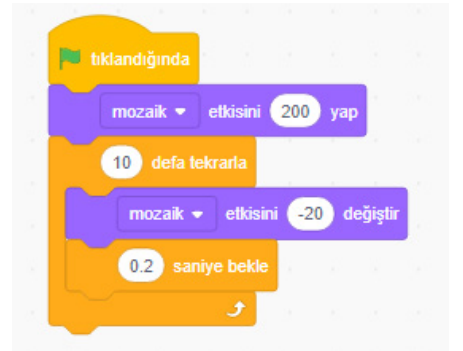 tıklandığında
mozaik etkisini 200 yap
10 defa tekrarla
mozaik etkisini -20 değiştir
0.2 saniye bekle